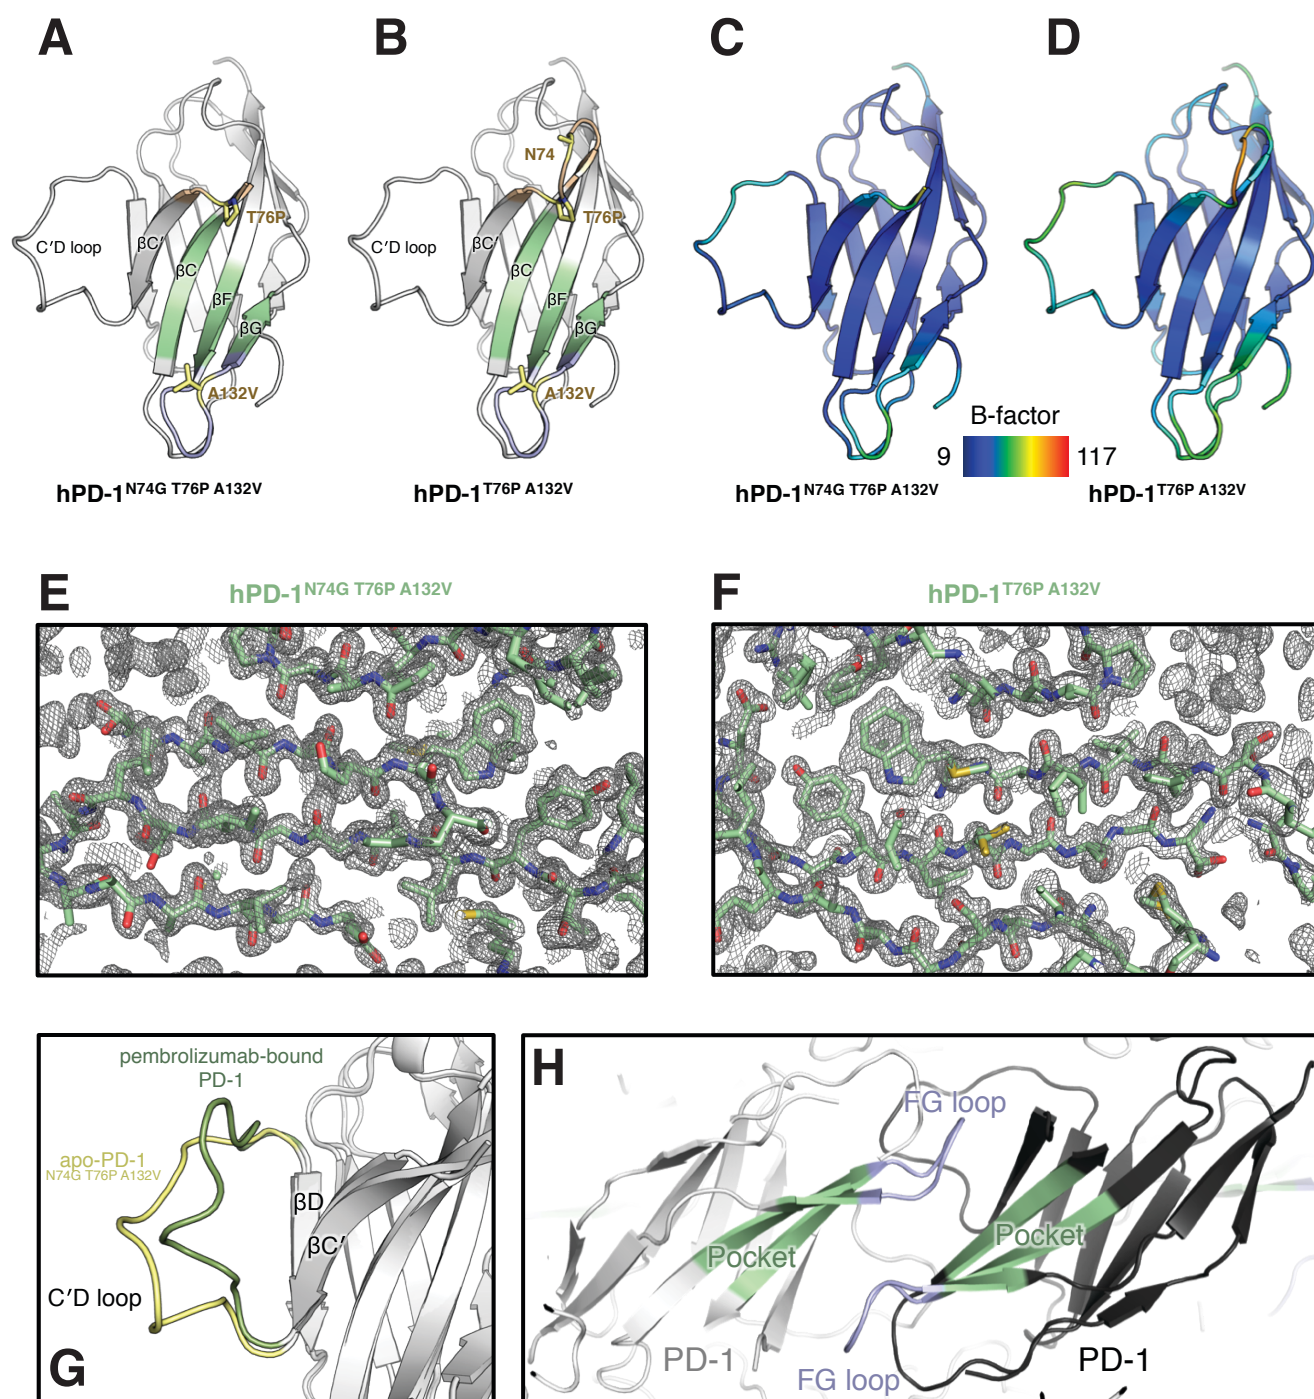 A
B
C
D
N74
T76P
T76P
C′D loop
βC′
βC
βF
βG
A132V
C′D loop
βC′
βC
βF
βG
A132V
B-factor
9
117
hPD-1N74G T76P A132V
hPD-1T76P A132V
hPD-1N74G T76P A132V
hPD-1T76P A132V
E
hPD-1N74G T76P A132V
F
hPD-1T76P A132V
pembrolizumab-bound
PD-1
apo-PD-1
N74G T76P A132V
βD
βC′
C′D loop
G
H
FG loop
Pocket
Pocket
PD-1
FG loop
PD-1